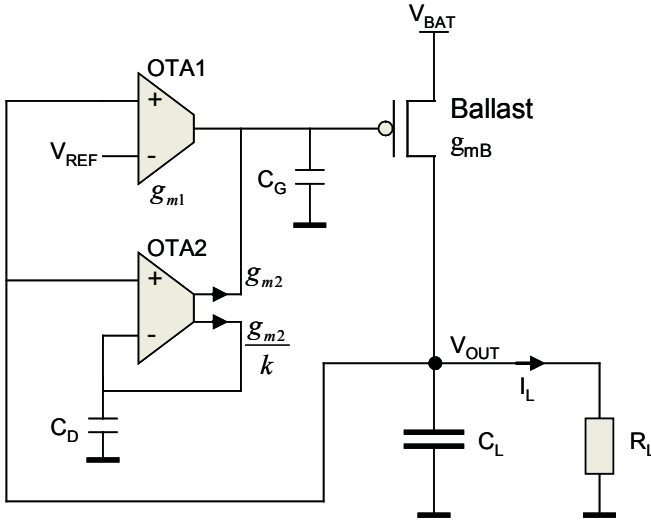 V_BAT
OTA1
+
Ballast
V_REF
-
g_mB
g_m1
C_G
OTA2
+
g_m2
-
g_m2
k
V_OUT
I_L
C_D
C_L
R_L